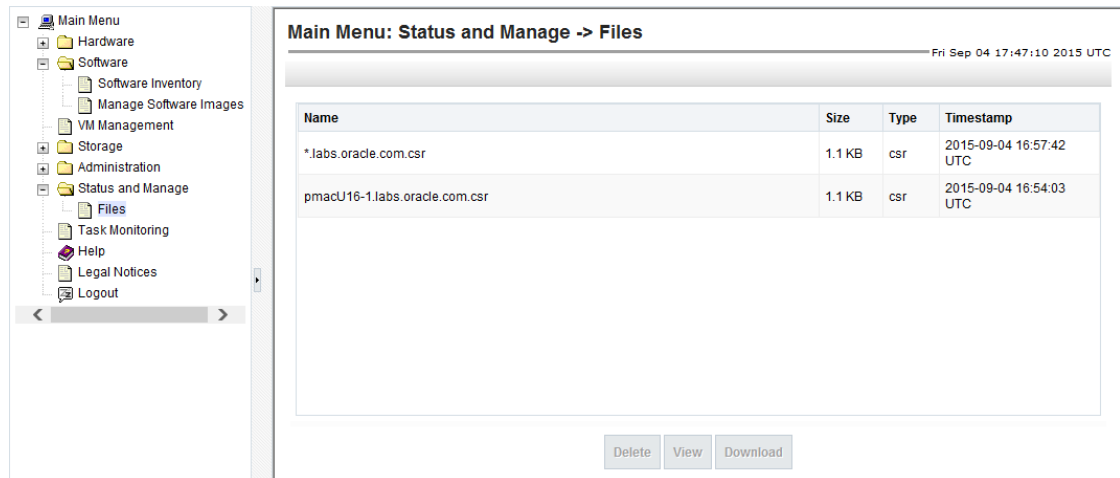 Main Menu
Hardware
Software
Software Inventory
Manage Software Images
VM Management
Storage
Administration
Status and Manage
Files
Task Monitoring
Help
Legal Notices
Logout
Main Menu: Status and Manage -> Files
Fri Sep 04 17:47:10 2015 UTC
Name Size Type Timestamp
*.labs.oracle.com.csr 1.1 KB csr 2015-09-04 16:57:42
UTC
pmacU16-1.labs.oracle.com.csr 1.1 KB csr 2015-09-04 16:54:03
UTC
Delete View Download